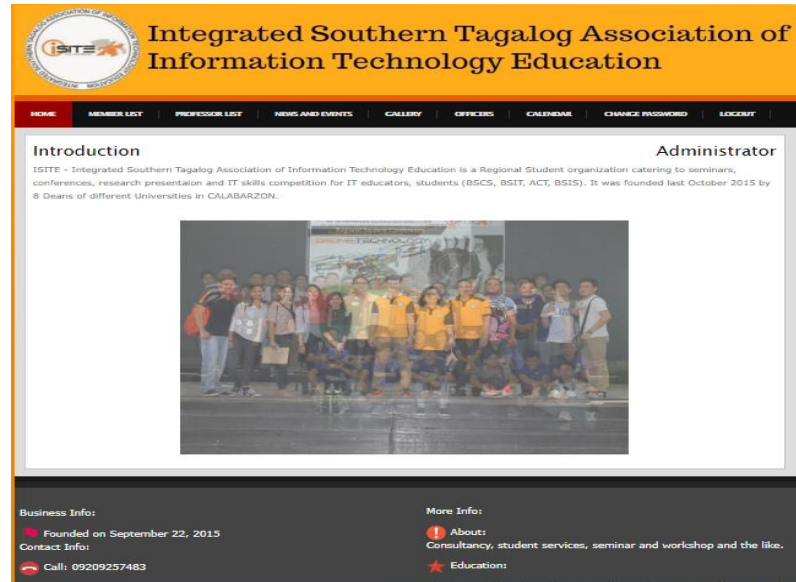 iSITE
Integrated Southern Tagalog Association of
Information Technology Education
HOME MEMBER LIST PROFESSOR LIST NEWS AND EVENTS GALLERY OFFICERS CALENDAR CHANGE PASSWORD LOGOUT
Introduction Administrator
ISITE - Integrated Southern Tagalog Association of Information Technology Education is a Regional Student organization catering to seminars,
conferences, research presentaion and IT skills competition for IT educators, students (BSCS, BSIT, ACT, BSIS). It was founded last October 2015 by
8 Deans of different Universities in CALABARZON.
TECHNOLOGY
Business Info:
Founded on September 22, 2015
Contact Info:
Call: 09209257483
More Info:
About:
Consultancy, student services, seminar and workshop and the like.
Education: